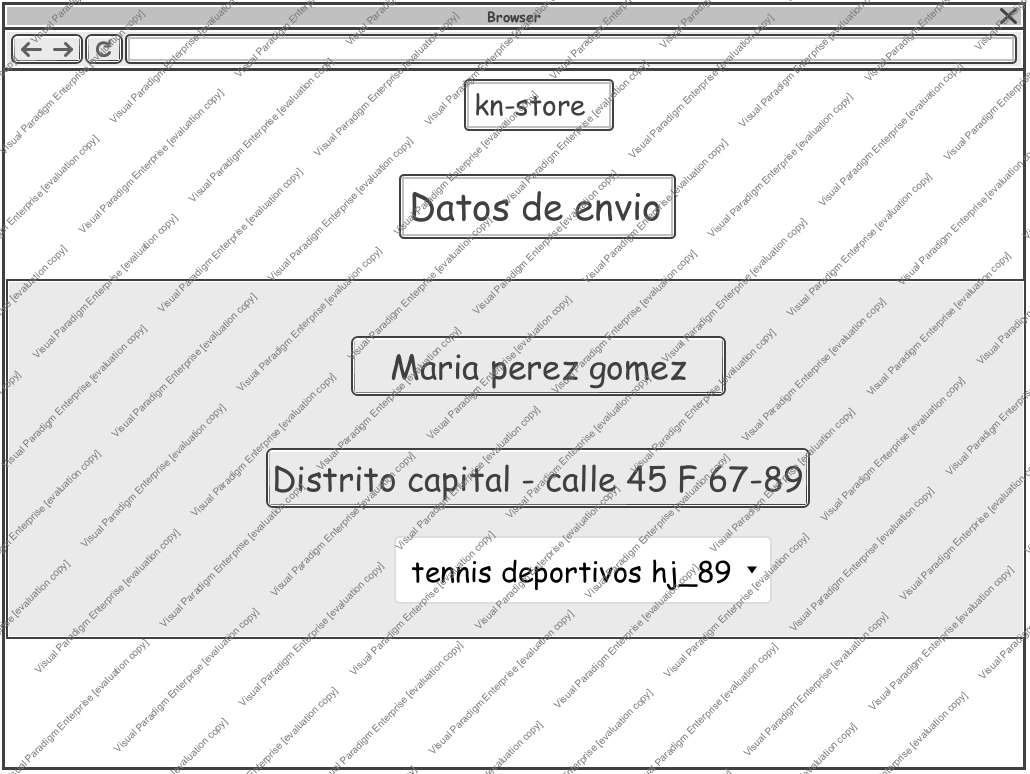 Browser
kn-store
Datos de envio
Maria perez gomez
Distrito capital - calle 45 F 67-89
tennis deportivos hj_89
Visual Paradigm Enterprise [evaluation copy]